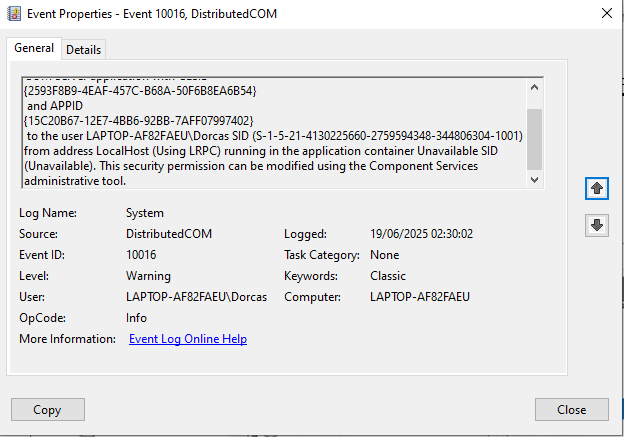 Event Properties - Event 10016, DistributedCOM
General Details
{2593F8B9-4EAF-457C-B68A-50F6B8EA6B54}
and APPID
{15C20B67-12E7-4BB6-92BB-7AFF07997402}
to the user LAPTOP-AF82FAEU\Dorcas SID (S-1-5-21-4130225660-2759594348-344806304-1001)
from address LocalHost (Using LRPC) running in the application container Unavailable SID
(Unavailable). This security permission can be modified using the Component Services
administrative tool.
Log Name: System
Source: DistributedCOM Logged: 19/06/2025 02:30:02
Event ID: 10016 Task Category: None
Level: Warning Keywords: Classic
User: LAPTOP-AF82FAEU\Dorcas Computer: LAPTOP-AF82FAEU
OpCode: Info
More Information: Event Log Online Help
Copy Close